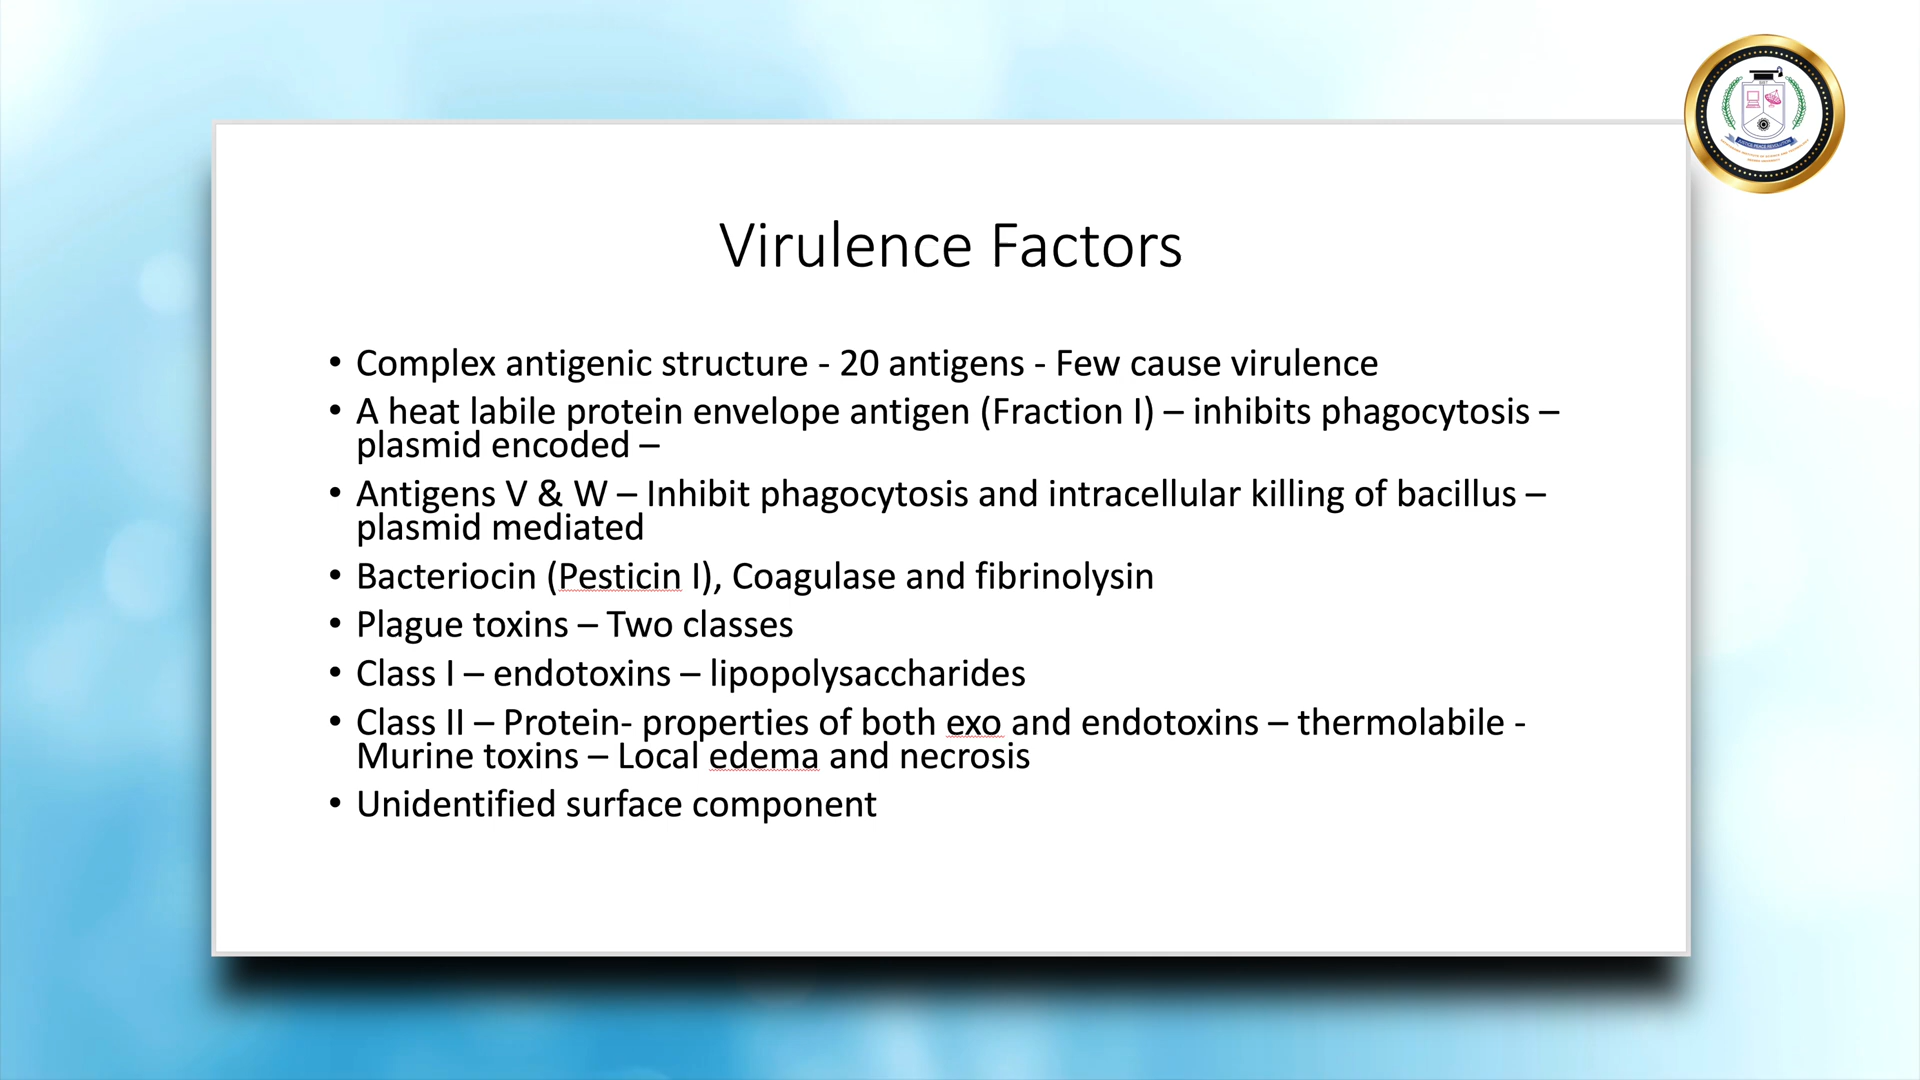 Virulence Factors
• Complex antigenic structure - 20 antigens - Few cause virulence
• A heat labile protein envelope antigen (Fraction I) – inhibits phagocytosis –
plasmid encoded –
• Antigens V & W – Inhibit phagocytosis and intracellular killing of bacillus –
plasmid mediated
• Bacteriocin (Pesticin I), Coagulase and fibrinolysin
• Plague toxins – Two classes
• Class I – endotoxins – lipopolysaccharides
• Class II – Protein- properties of both exo and endotoxins – thermolabile -
Murine toxins – Local edema and necrosis
• Unidentified surface component